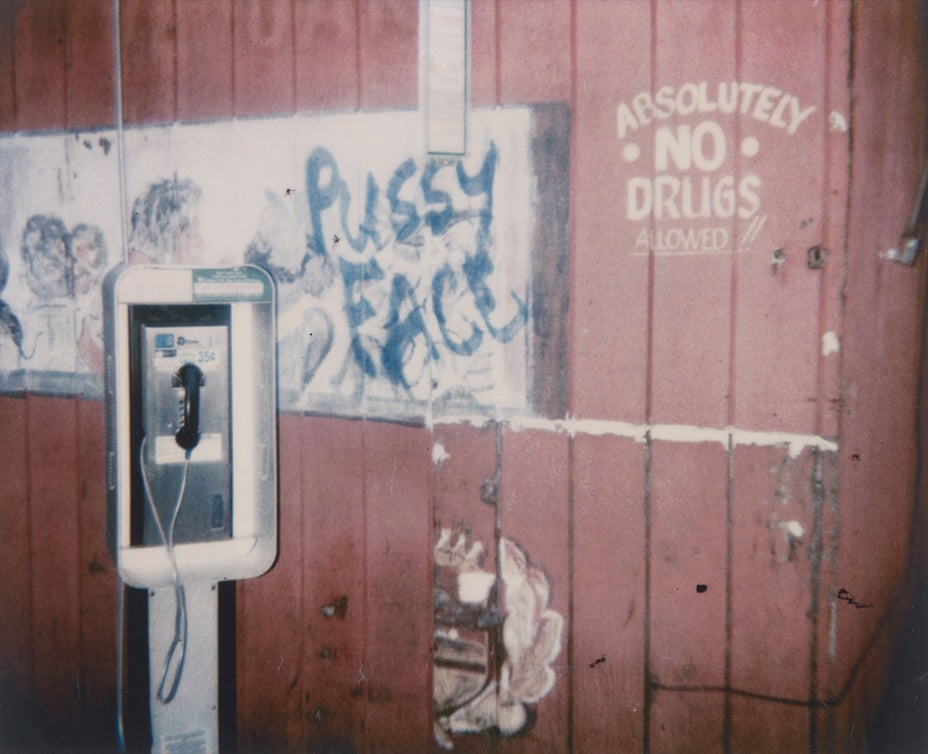 PUSSY
FACE
ABSOLUTELY
• NO •
DRUGS
ALLOWED !!
35¢